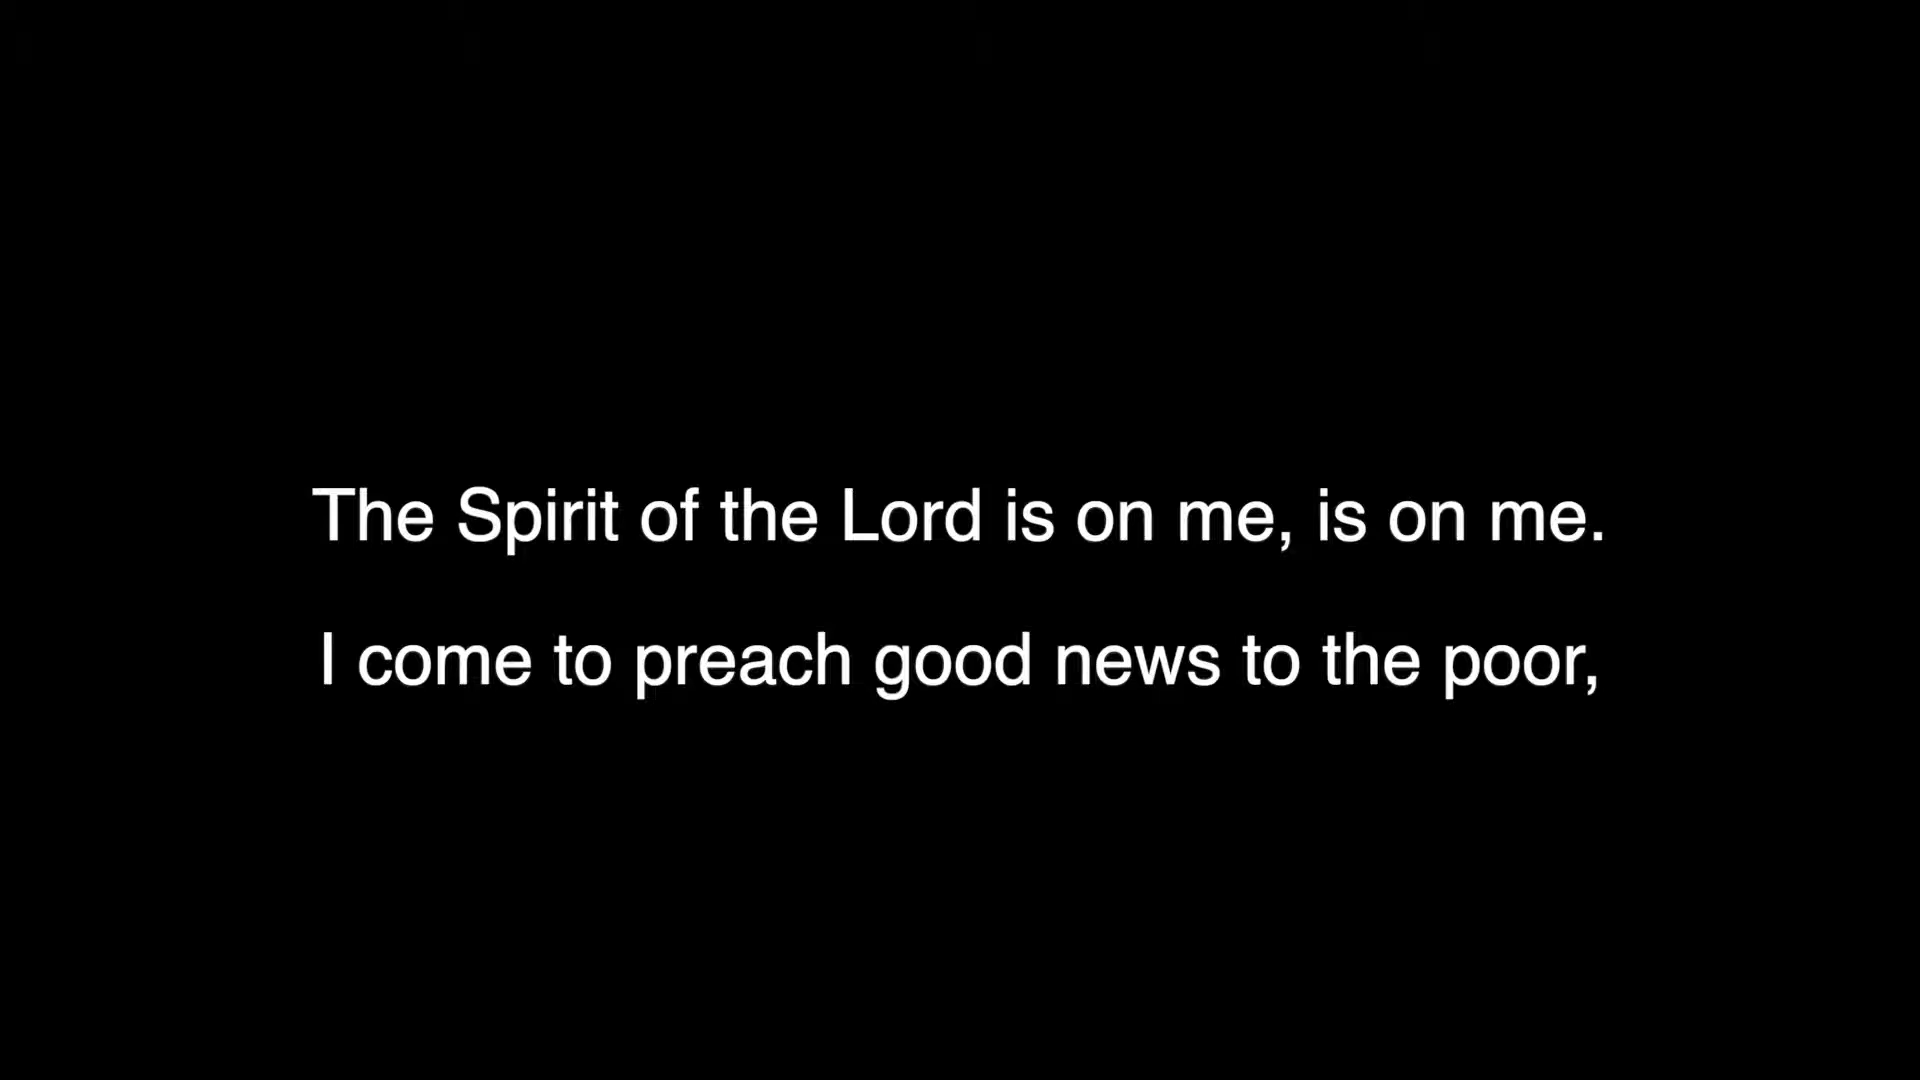 The Spirit of the Lord is on me, is on me.
I come to preach good news to the poor,